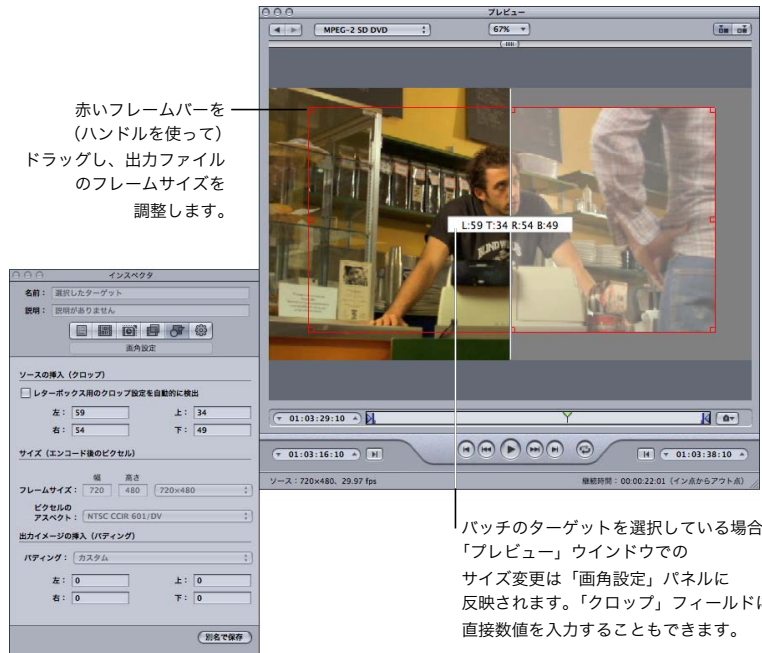 プレビュー
MPEG-2 SD DVD
67%
赤いフレームバーを
(ハンドルを使って)
ドラッグし、出力ファイル
のフレームサイズを
調整します。
L:59 T:34 R:54 B:49
01:03:29:10
01:03:16:10
01:03:38:10
ソース：720×480、29.97 fps
継続時間：00:00:22:01（イン点からアウト点）
インスペクタ
名前： 選択したターゲット
説明： 説明がありません
画角設定
ソースの挿入（クロップ）
レターボックス用のクロップ設定を自動的に検出
左： 59 上： 34
右： 54 下： 49
サイズ（エンコード後のピクセル）
幅 高さ
フレームサイズ： 720 480 720×480
ピクセルの
アスペクト： NTSC CCIR 601/DV
出力イメージの挿入（パディング）
パディング： カスタム
左： 0 上： 0
右： 0 下： 0
別名で保存
バッチのターゲットを選択している場合
「プレビュー」ウインドウでの
サイズ変更は「画角設定」パネルに
反映されます。「クロップ」フィールドに
直接数値を入力することもできます。